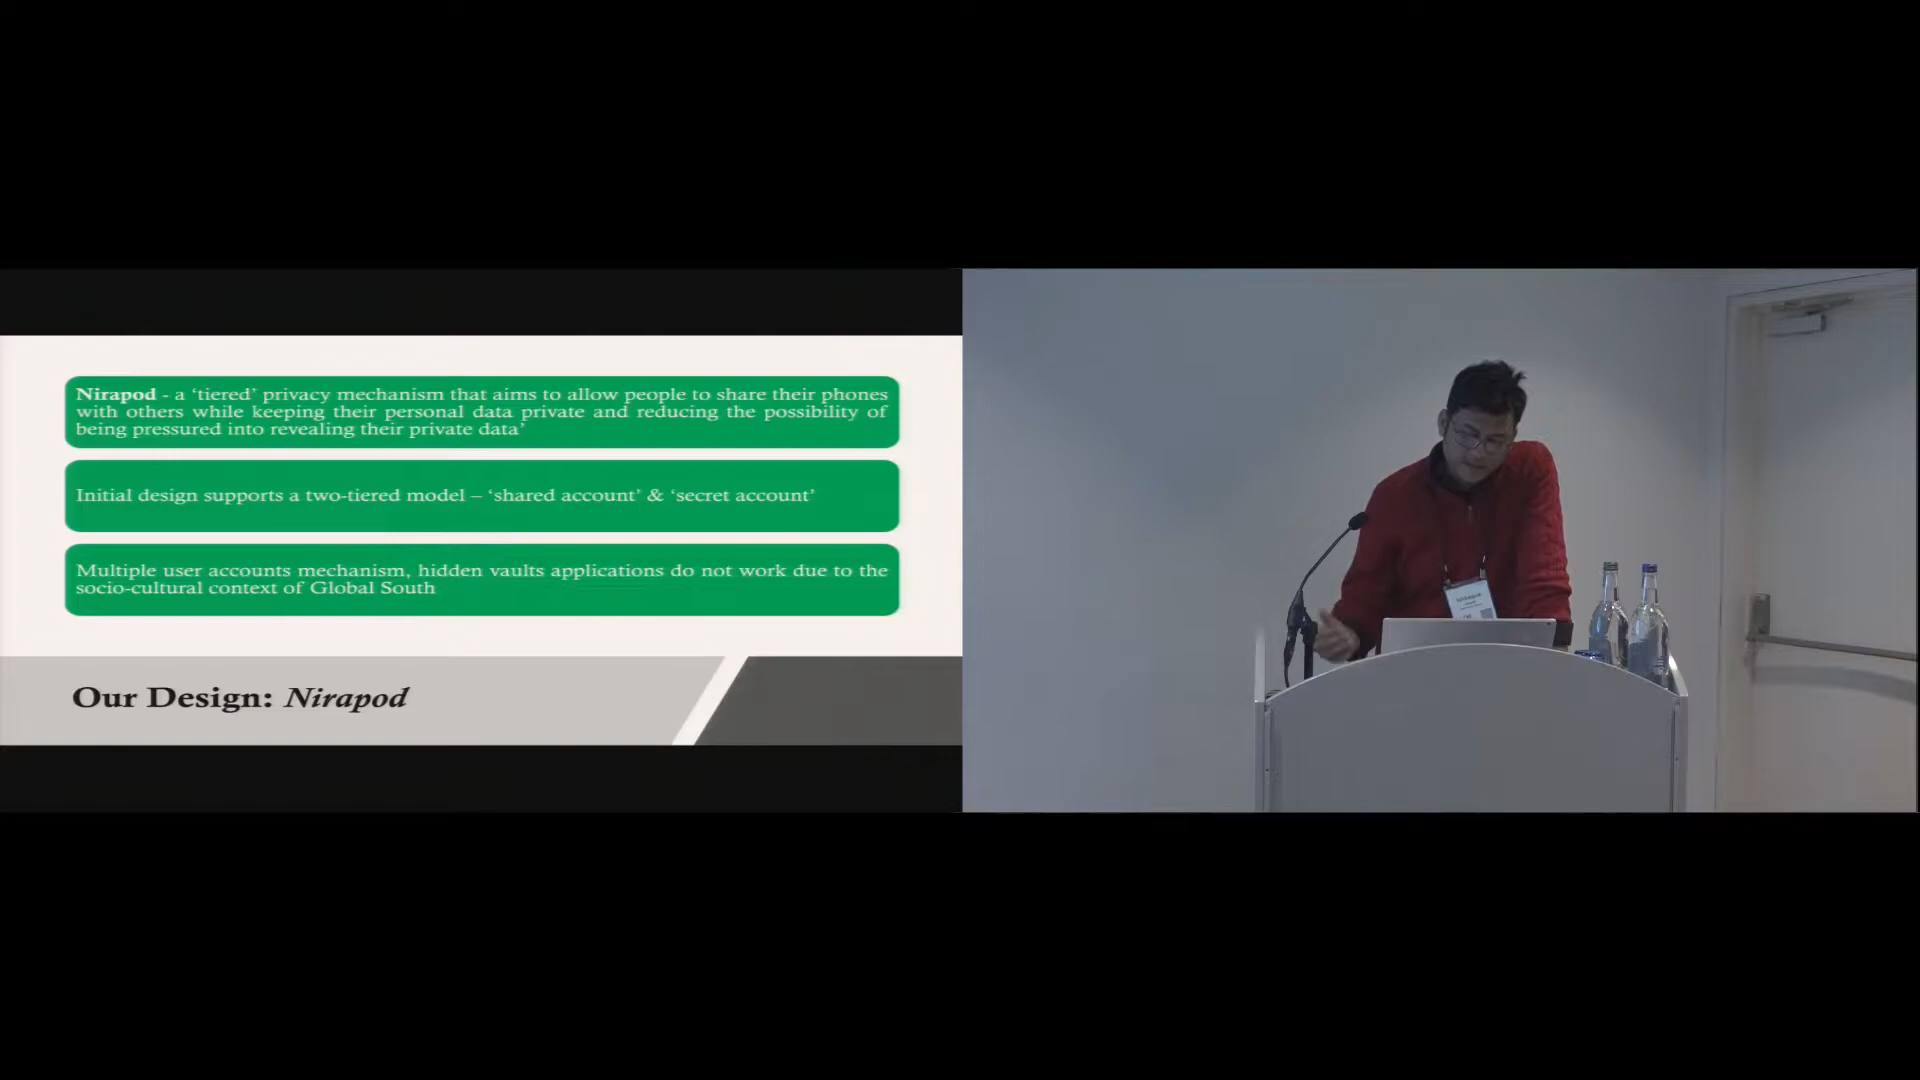 Nirapod - a ‘tiered’ privacy mechanism that aims to allow people to share their phones
with others while keeping their personal data private and reducing the possibility of
being pressured into revealing their private data’
Initial design supports a two-tiered model – ‘shared account’ & ‘secret account’
Multiple user accounts mechanism, hidden vaults applications do not work due to the
socio-cultural context of Global South
Our Design: Nirapod